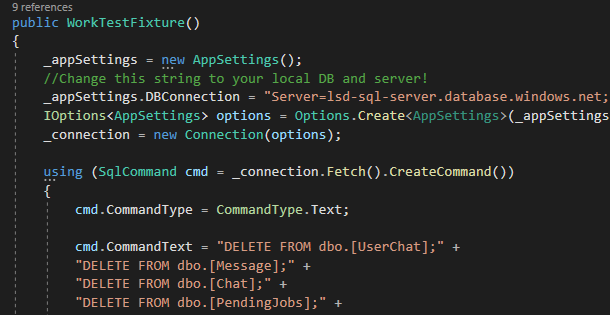 9 references
public WorkTestFixture()
{
_appSettings = new AppSettings();
//Change this string to your local DB and server!
_appSettings.DBConnection = "Server=lsd-sql-server.database.windows.net;
IOptions<AppSettings> options = Options.Create<AppSettings>(_appSettings
_connection = new Connection(options);
using (SqlCommand cmd = _connection.Fetch().CreateCommand())
{
cmd.CommandType = CommandType.Text;
cmd.CommandText = "DELETE FROM dbo.[UserChat];" +
"DELETE FROM dbo.[Message];" +
"DELETE FROM dbo.[Chat];" +
"DELETE FROM dbo.[PendingJobs];" +